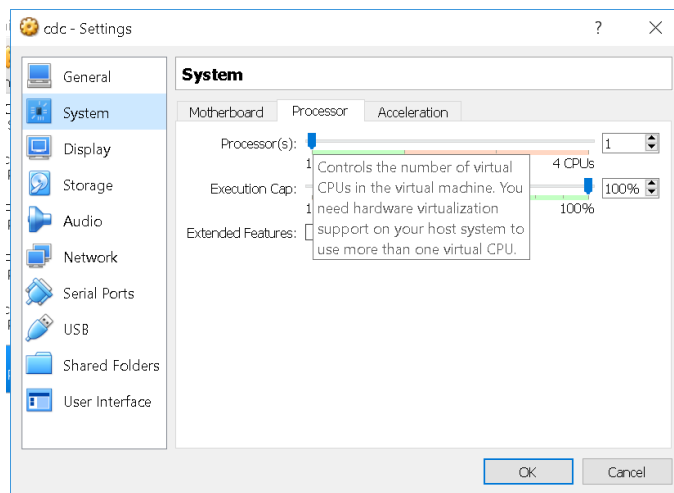 cdc - Settings
?
General
System
Display
Storage
Audio
Network
Serial Ports
USB
Shared Folders
User Interface
System
Motherboard
Processor
Acceleration
Processor(s):
1
1
4 CPUs
Execution Cap:
100%
1
100%
Extended Features:
Controls the number of virtual
CPUs in the virtual machine. You
need hardware virtualization
support on your host system to
use more than one virtual CPU.
OK
Cancel